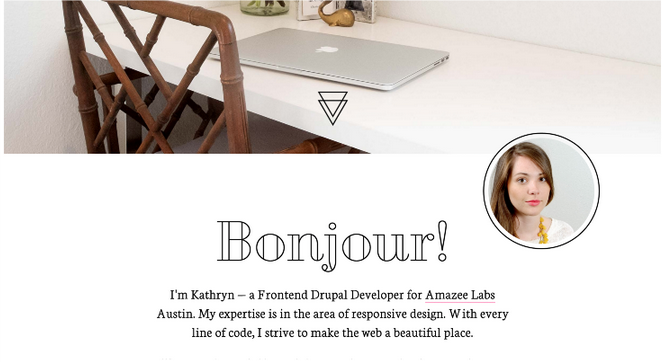 Bonjour!
I'm Kathryn – a Frontend Drupal Developer for Amazee Labs
Austin. My expertise is in the area of responsive design. With every
line of code, I strive to make the web a beautiful place.